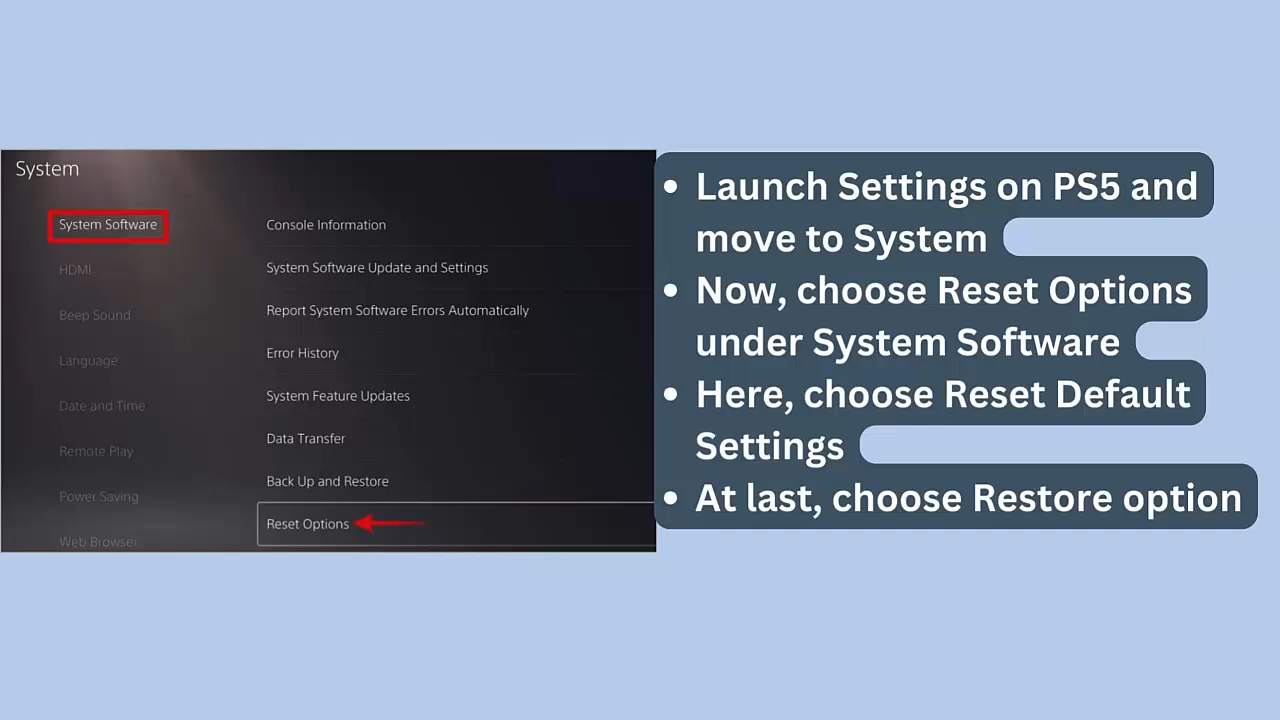 System
System Software
HDMI
Beep Sound
Language
Date and Time
Remote Play
Power Saving
Web Browser
Console Information
System Software Update and Settings
Report System Software Errors Automatically
Error History
System Feature Updates
Data Transfer
Back Up and Restore
Reset Options
• Launch Settings on PS5 and
move to System
• Now, choose Reset Options
under System Software
• Here, choose Reset Default
Settings
• At last, choose Restore option